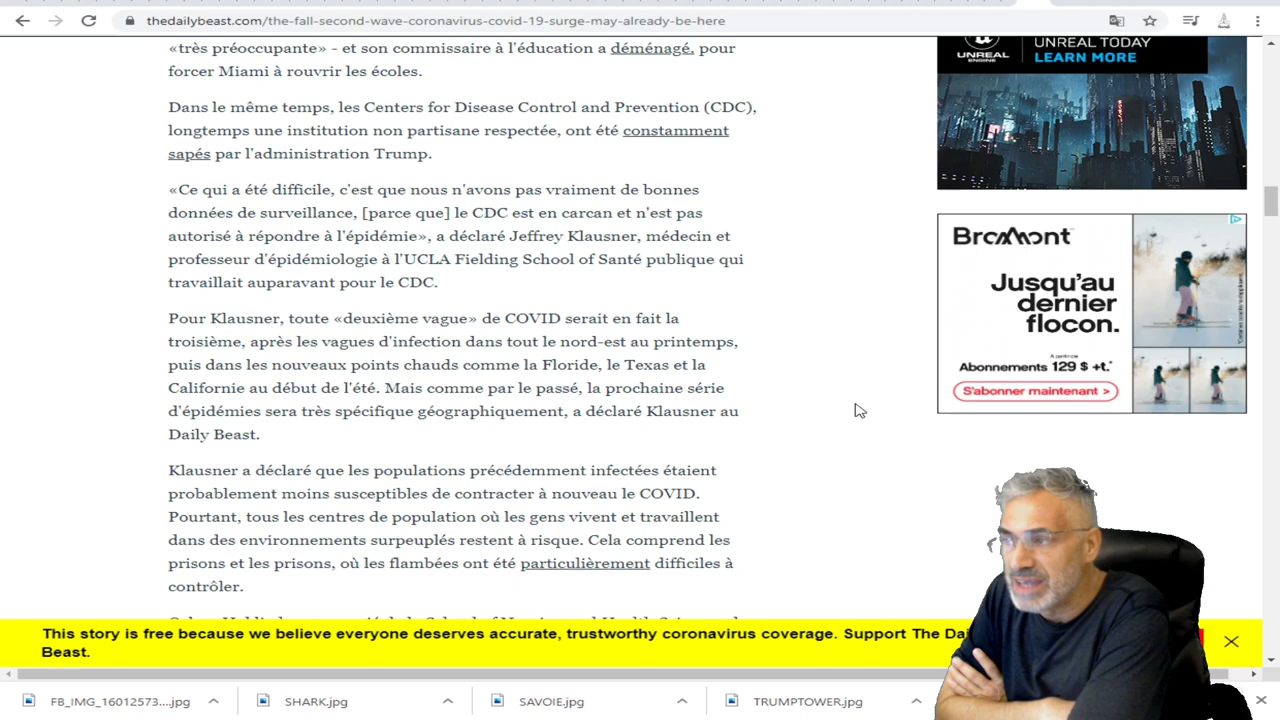 thedailybeast.com/the-fall-second-wave-coronavirus-covid-19-surge-may-already-be-here
«très préoccupante» - et son commissaire à l'éducation a déménagé, pour
forcer Miami à rouvrir les écoles.
Dans le même temps, les Centers for Disease Control and Prevention (CDC),
longtemps une institution non partisane respectée, ont été constamment
sapés par l'administration Trump.
«Ce qui a été difficile, c'est que nous n'avons pas vraiment de bonnes
données de surveillance, [parce que] le CDC est en carcan et n'est pas
autorisé à répondre à l'épidémie», a déclaré Jeffrey Klausner, médecin et
professeur d'épidémiologie à l'UCLA Fielding School of Santé publique qui
travaillait auparavant pour le CDC.
Pour Klausner, toute «deuxième vague» de COVID serait en fait la
troisième, après les vagues d'infection dans tout le nord-est au printemps,
puis dans les nouveaux points chauds comme la Floride, le Texas et la
Californie au début de l'été. Mais comme par le passé, la prochaine série
d'épidémies sera très spécifique géographiquement, a déclaré Klausner au
Daily Beast.
Klausner a déclaré que les populations précédemment infectées étaient
probablement moins susceptibles de contracter à nouveau le COVID.
Pourtant, tous les centres de population où les gens vivent et travaillent
dans des environnements surpeuplés restent à risque. Cela comprend les
prisons et les prisons, où les flambées ont été particulièrement difficiles à
contrôler.
UNREAL ENGINE
UNREAL TODAY
LEARN MORE
Bromont
Jusqu'au
dernier
flocon.
À partir de
Abonnements 129 $ +t.*
S'abonner maintenant >
This story is free because we believe everyone deserves accurate, trustworthy coronavirus coverage. Support The Dai
Beast.
FB_IMG_16012573....jpg
SHARK.jpg
SAVOIE.jpg
TRUMPTOWER.jpg